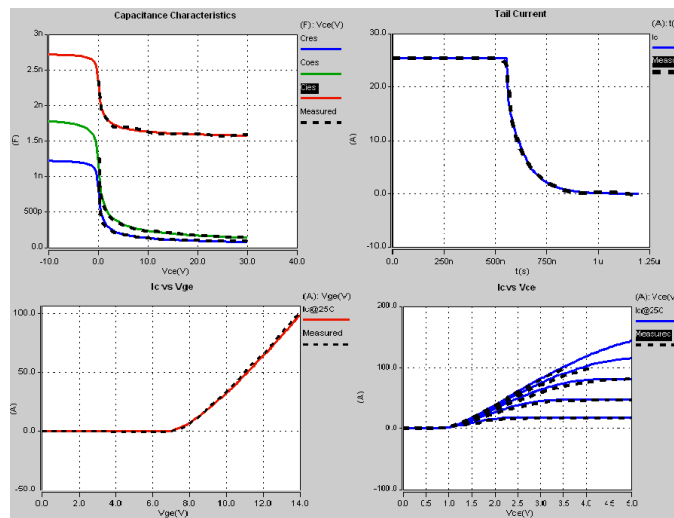 Capacitance Characteristics
(F): Vce(V)
Cres
Coes
Cies
Measured
3n
2.5n
2n
1.5n
1n
500p
0.0
(F)
-10.0 0.0 10.0 20.0 30.0 40.0
Vce(V)
Tail Current
(A): t(
Ic
Meas
30.0
20.0
10.0
0.0
-10.0
(A)
0.0 250n 500n 750n 1u 1.25u
t(s)
Ic vs Vge
(A): Vge(V)
Ic@25C
Measured
100.0
50.0
0.0
-50.0
(A)
0.0 2.0 4.0 6.0 8.0 10.0 12.0 14.0
Vge(V)
Ic vs Vce
(A): Vce(v
Ic@25C
Measured
200.0
100.0
0.0
-100.0
(A)
0.0 0.5 1.0 1.5 2.0 2.5 3.0 3.5 4.0 4.5 5.0
Vce(V)